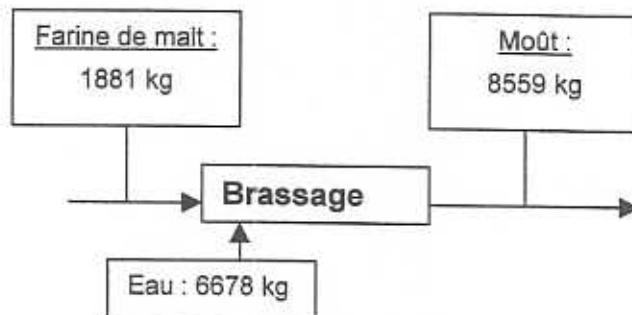 Farine de malt :
1881 kg
Moût :
8559 kg
Brassage
Eau : 6678 kg